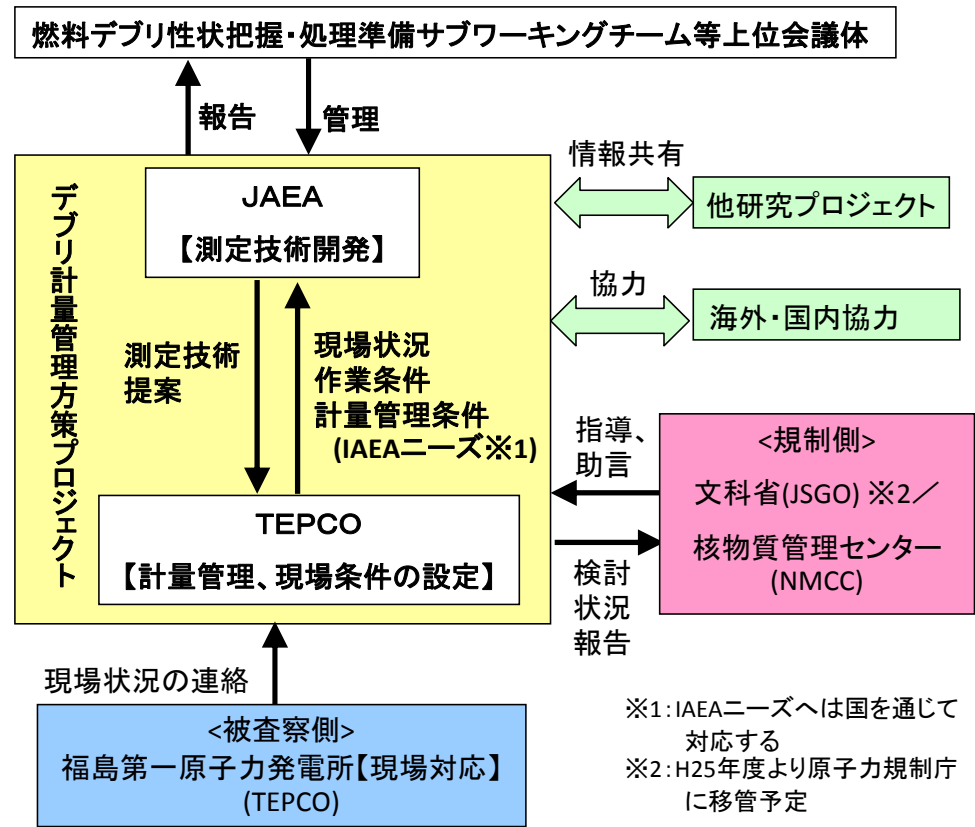 燃料デブリ性状把握・処理準備サブワーキングチーム等上位会議体
報告
管理
デブリ計量管理方策プロジェクト
JAEA
【測定技術開発】
測定技術
提案
現場状況
作業条件
計量管理条件
(IAEAニーズ※1)
TEPCO
【計量管理、現場条件の設定】
情報共有
他研究プロジェクト
協力
海外・国内協力
指導、
助言
検討
状況
報告
<規制側>
文科省(JSGO) ※2／
核物質管理センター
(NMCC)
現場状況の連絡
<被査察側>
福島第一原子力発電所【現場対応】
(TEPCO)
※1：IAEAニーズへは国を通じて
対応する
※2：H25年度より原子力規制庁
に移管予定